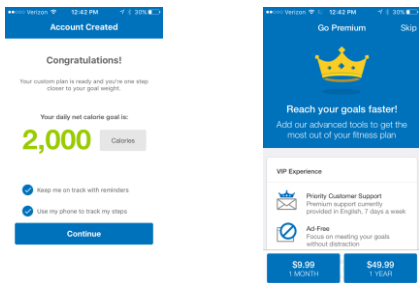 Verizon 12:42 PM 30%
Account Created
Congratulations!
Your custom plan is ready and you're one step
closer to your goal weight.
Your daily net calorie goal is:
2,000 Calories
Keep me on track with reminders
Use my phone to track my steps
Continue
Verizon 12:42 PM 30%
Go Premium Skip
Reach your goals faster!
Add our advanced tools to get the
most out of your fitness plan
VIP Experience
Priority Customer Support
Premium support currently
provided in English, 7 days a week
Ad-Free
Focus on meeting your goals
without distraction
$9.99
1 MONTH
$49.99
1 YEAR